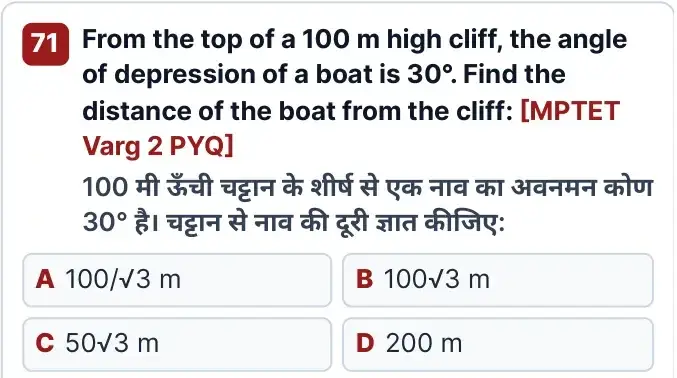 71 From the top of a 100 m high cliff, the angle
of depression of a boat is 30°. Find the
distance of the boat from the cliff: [MPTET
Varg 2 PYQ]
100 मी ऊँची चट्टान के शीर्ष से एक नाव का अवनमन कोण
30° है। चट्टान से नाव की दूरी ज्ञात कीजिए:
A 100/√3 m B 100√3 m
C 50√3 m D 200 m